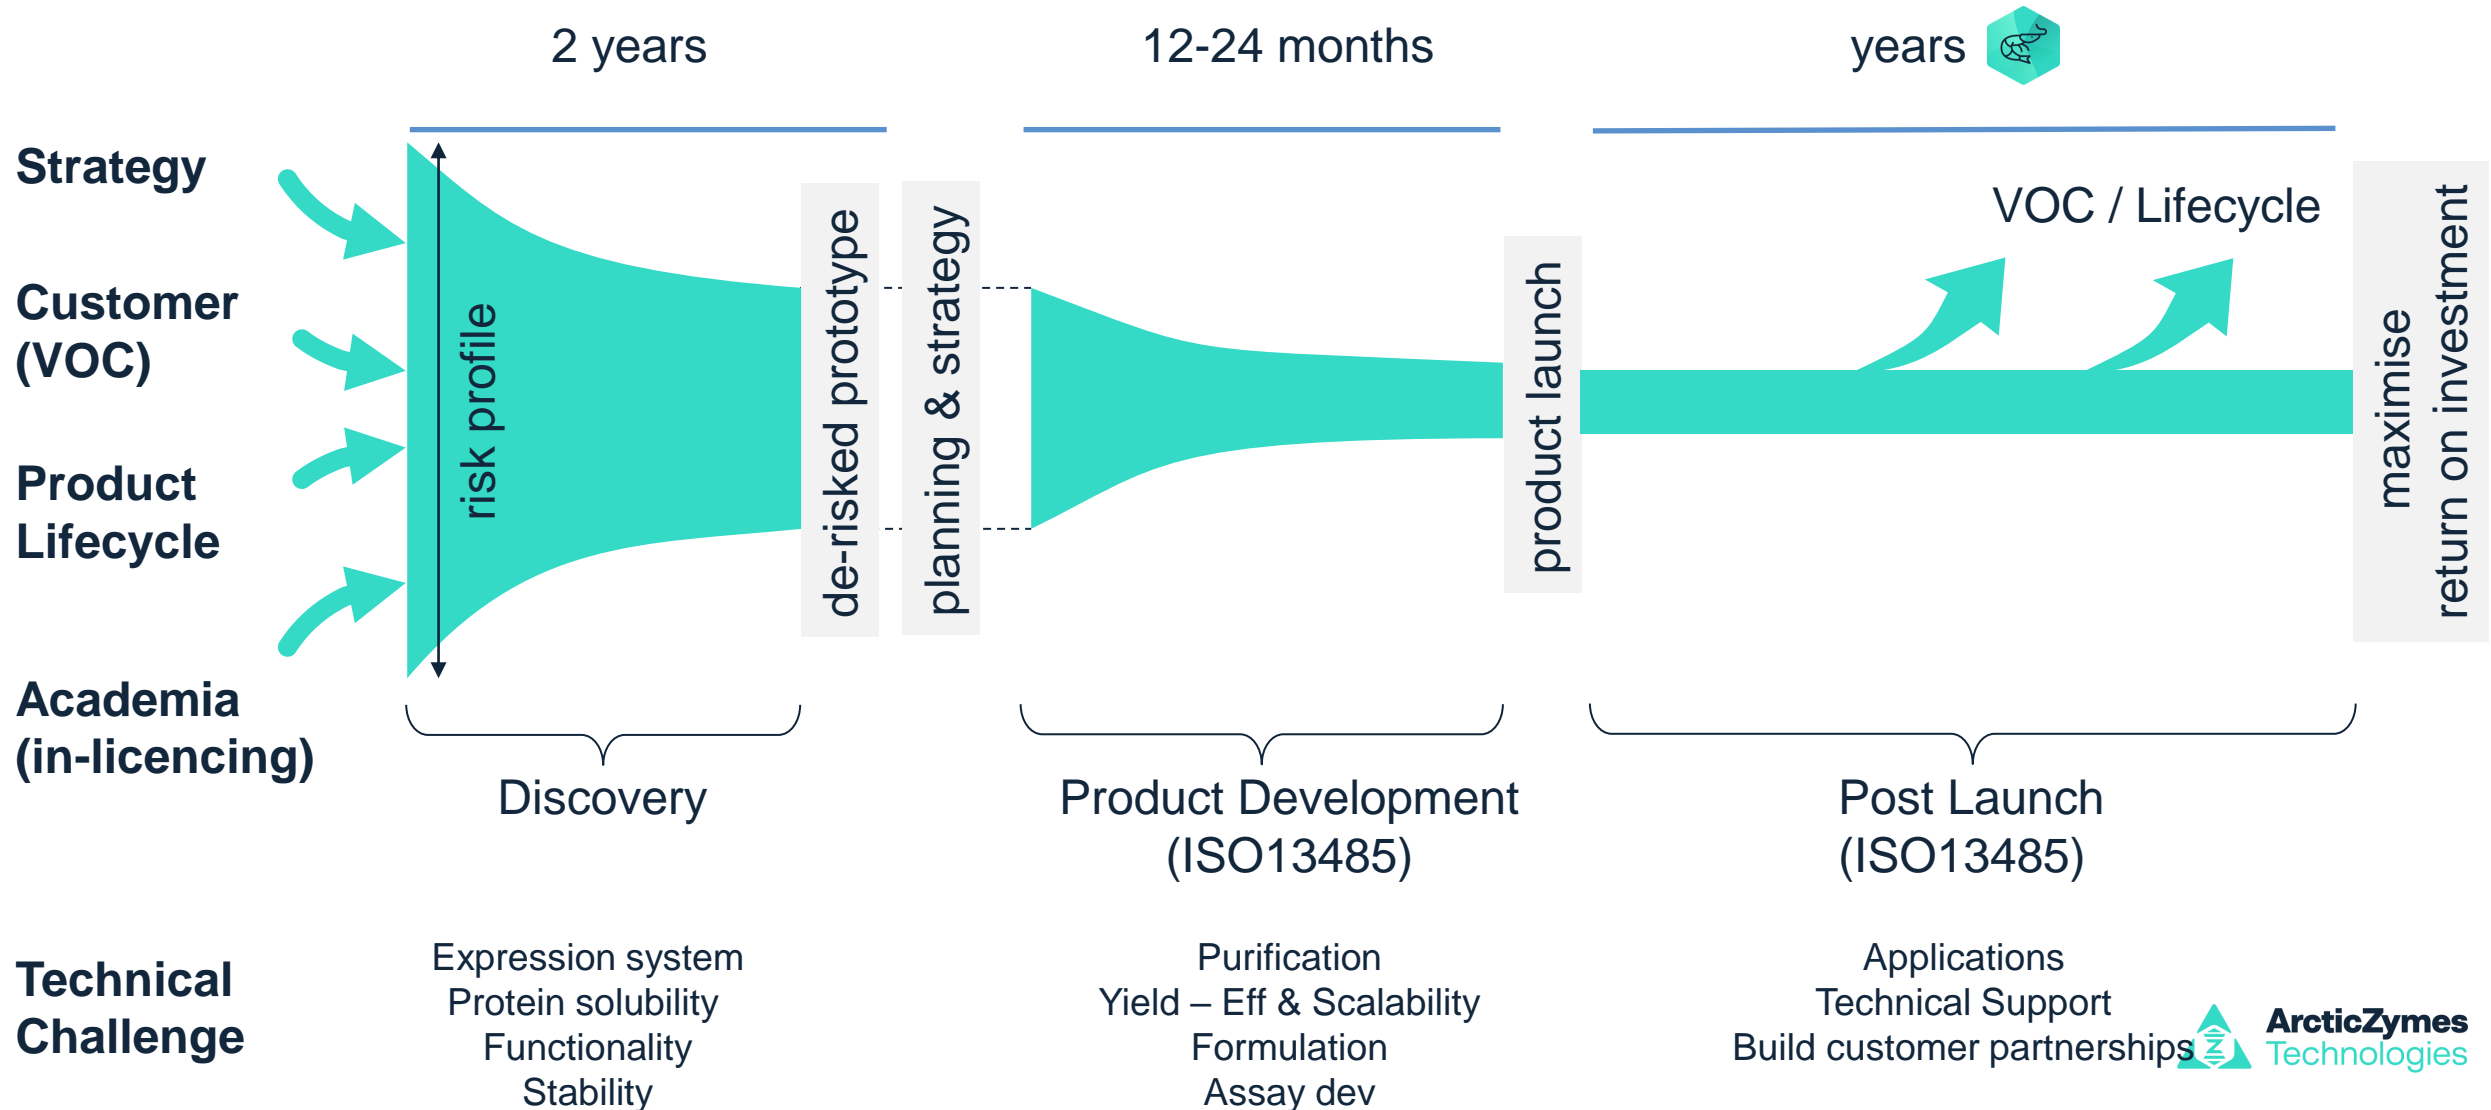 2 years
12-24 months
years
Strategy
Customer
(VOC)
Product
Lifecycle
Academia
(in-licencing)
risk profile
de-risked prototype
planning & strategy
product launch
VOC / Lifecycle
maximise
return on investment
Discovery
Product Development
(ISO13485)
Post Launch
(ISO13485)
Technical
Challenge
Expression system
Protein solubility
Functionality
Stability
Purification
Yield – Eff & Scalability
Formulation
Assay dev
Applications
Technical Support
Build customer partnerships
ArcticZymes
Technologies